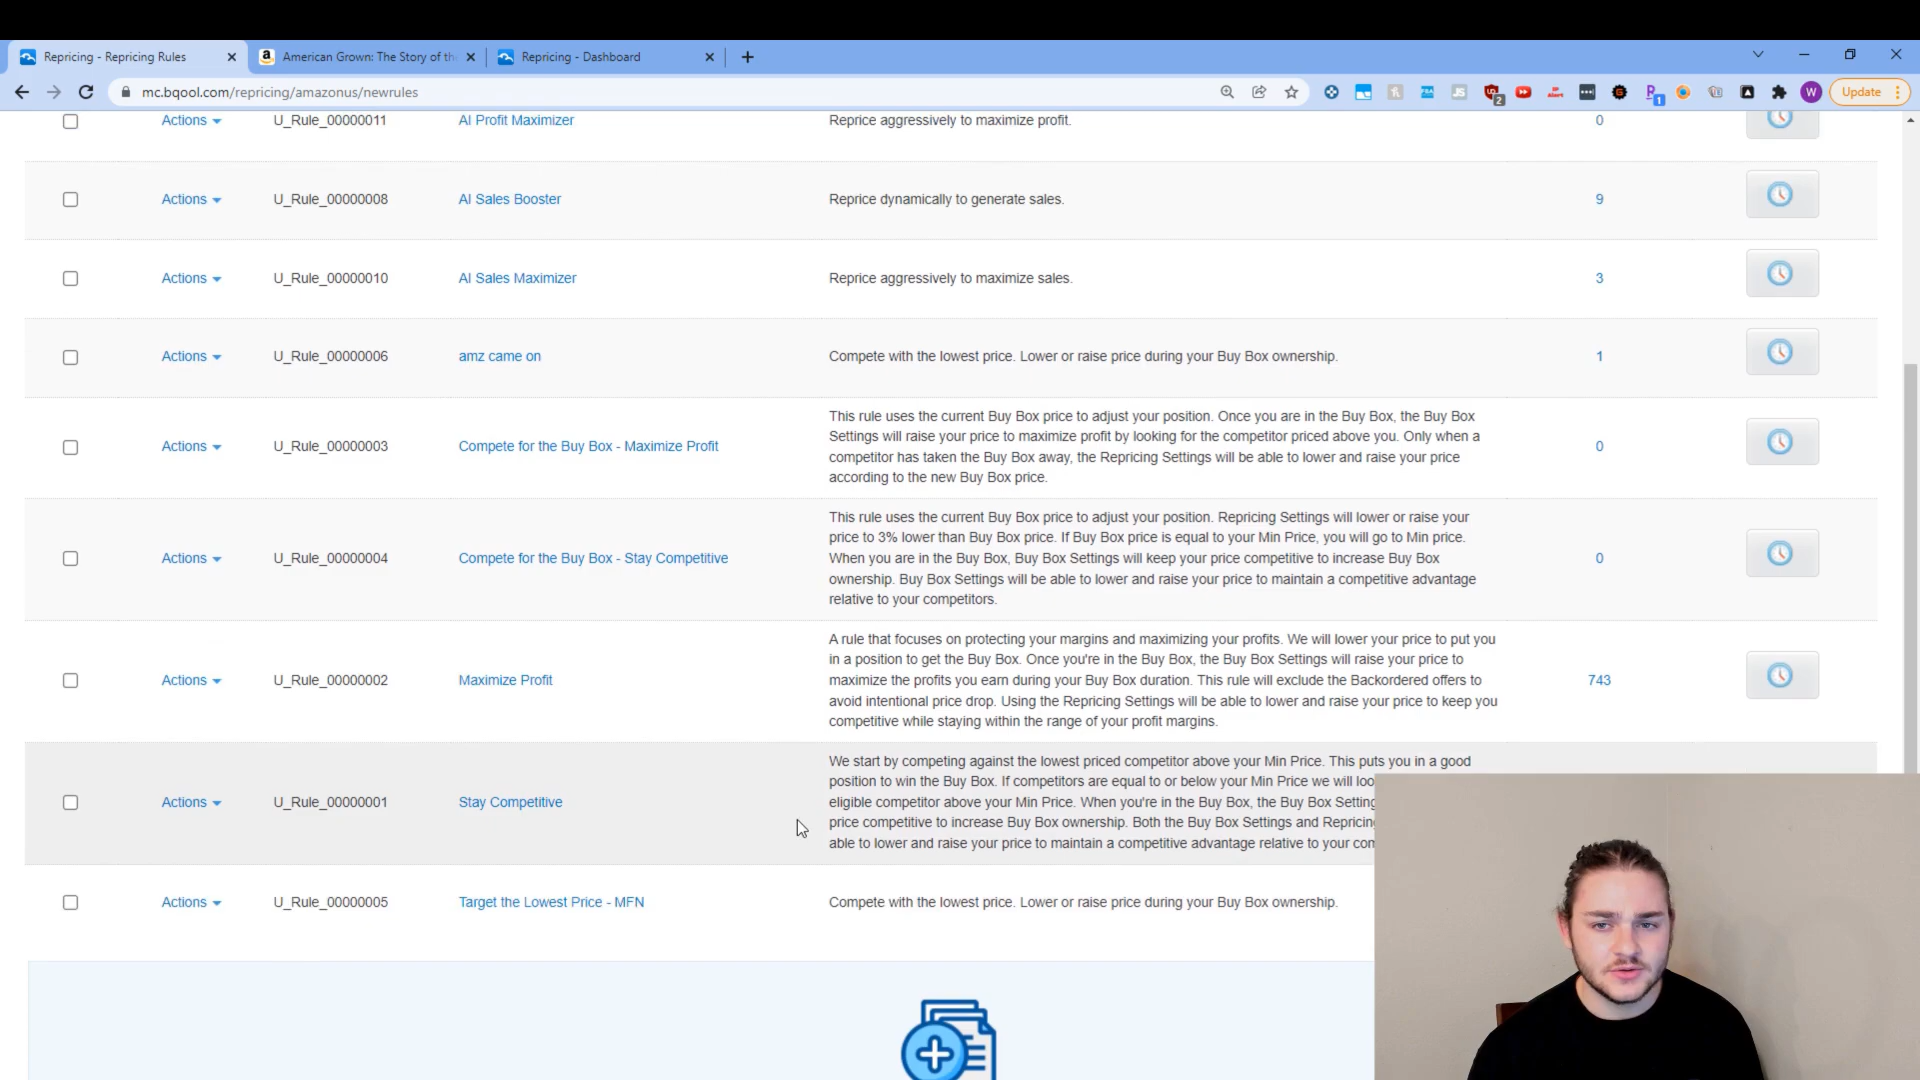 Repricing - Repricing Rules
American Grown: The Story of th
Repricing - Dashboard
mc.bqool.com/repricing/amazonus/newrules
Update
Actions U_Rule_00000011 AI Profit Maximizer Reprice aggressively to maximize profit. 0
Actions U_Rule_00000008 AI Sales Booster Reprice dynamically to generate sales. 9
Actions U_Rule_00000010 AI Sales Maximizer Reprice aggressively to maximize sales. 3
Actions U_Rule_00000006 amz came on Compete with the lowest price. Lower or raise price during your Buy Box ownership. 1
This rule uses the current Buy Box price to adjust your position. Once you are in the Buy Box, the Buy Box
Settings will raise your price to maximize profit by looking for the competitor priced above you. Only when a
Actions U_Rule_00000003 Compete for the Buy Box - Maximize Profit 0
competitor has taken the Buy Box away, the Repricing Settings will be able to lower and raise your price
according to the new Buy Box price.
This rule uses the current Buy Box price to adjust your position. Repricing Settings will lower or raise your
price to 3% lower than Buy Box price. If Buy Box price is equal to your Min Price, you will go to Min price.
Actions U_Rule_00000004 Compete for the Buy Box - Stay Competitive When you are in the Buy Box, Buy Box Settings will keep your price competitive to increase Buy Box 0
ownership. Buy Box Settings will be able to lower and raise your price to maintain a competitive advantage
relative to your competitors.
A rule that focuses on protecting your margins and maximizing your profits. We will lower your price to put you
in a position to get the Buy Box. Once you're in the Buy Box, the Buy Box Settings will raise your price to
Actions U_Rule_00000002 Maximize Profit maximize the profits you earn during your Buy Box duration. This rule will exclude the Backordered offers to 743
avoid intentional price drop. Using the Repricing Settings will be able to lower and raise your price to keep you
competitive while staying within the range of your profit margins.
We start by competing against the lowest priced competitor above your Min Price. This puts you in a good
position to win the Buy Box. If competitors are equal to or below your Min Price we will loo
Actions U_Rule_00000001 Stay Competitive eligible competitor above your Min Price. When you're in the Buy Box, the Buy Box Setting
price competitive to increase Buy Box ownership. Both the Buy Box Settings and Repricing
able to lower and raise your price to maintain a competitive advantage relative to your com
Actions U_Rule_00000005 Target the Lowest Price - MFN Compete with the lowest price. Lower or raise price during your Buy Box ownership.